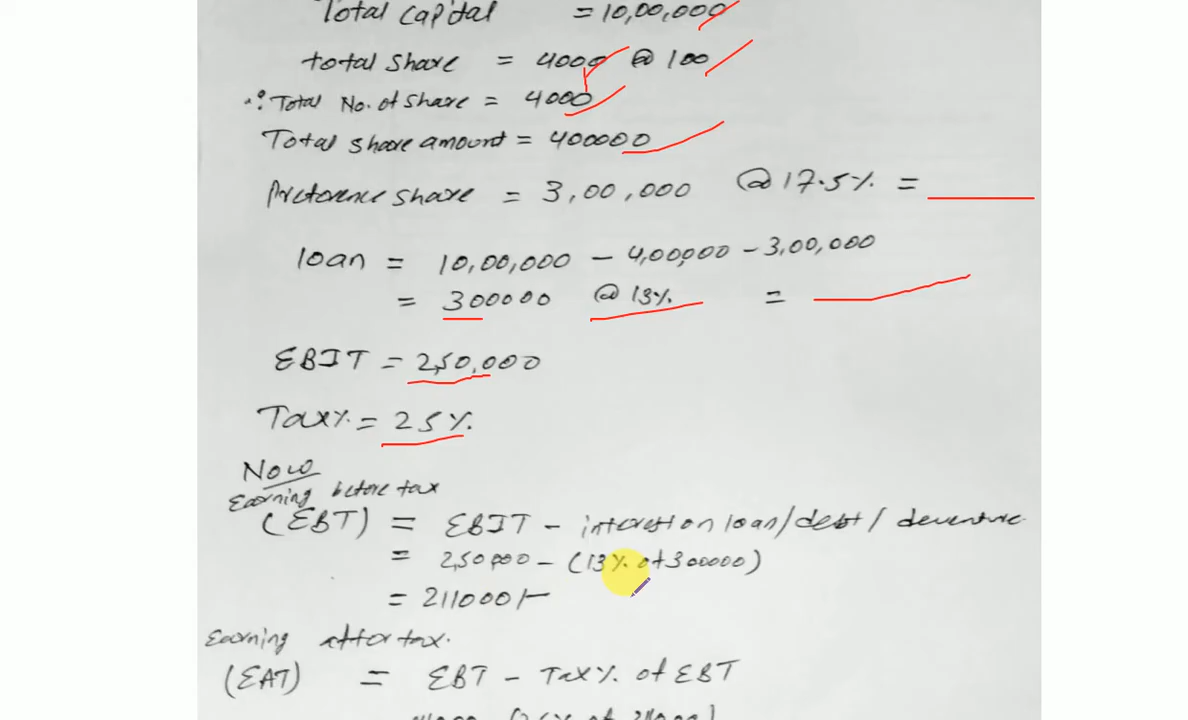 Total Capital = 10,00,000
total share = 4000 @ 100
∴ Total No. of share = 4000
Total share amount = 400000
Preference share = 3,00,000 @ 17.5% =
loan = 10,00,000 - 4,00,000 - 3,00,000
= 300000 @ 13% =
EBIT = 2,50,000
Tax% = 25%.
Now
Earning before tax
(EBT) = EBIT - interest on loan/debt/ deventure
= 2,50,000 - (13% of 300000)
= 211000/-
Earning after tax.
(EAT) = EBT - Tax% of EBT